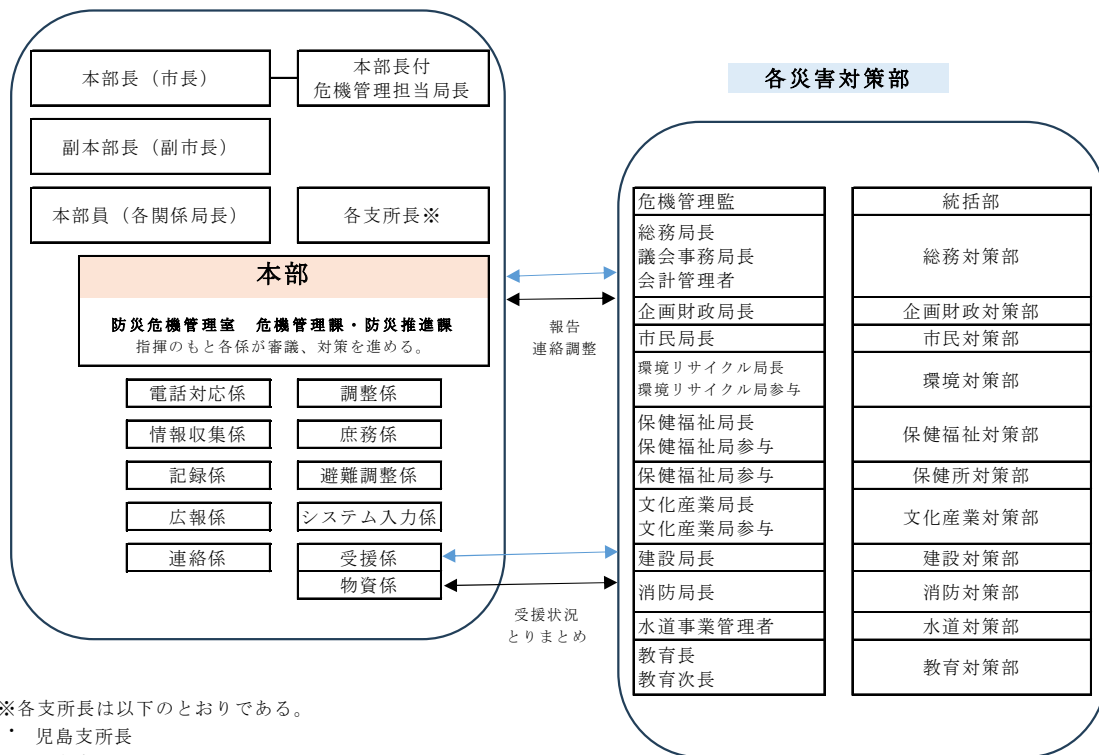 本部長（市長）
本部長付
危機管理担当局長
副本部長（副市長）
本部員（各関係局長）
各支所長※
本部
防災危機管理室　危機管理課・防災推進課
指揮のもと各係が審議、対策を進める。
電話対応係
調整係
情報収集係
庶務係
記録係
避難調整係
広報係
システム入力係
連絡係
受援係
物資係
報告
連絡調整
受援状況
とりまとめ
各災害対策部
危機管理監
統括部
総務局長
議会事務局長
会計管理者
総務対策部
企画財政局長
企画財政対策部
市民局長
市民対策部
環境リサイクル局長
環境リサイクル局参与
環境対策部
保健福祉局長
保健福祉局参与
保健福祉対策部
保健福祉局参与
保健所対策部
文化産業局長
文化産業局参与
文化産業対策部
建設局長
建設対策部
消防局長
消防対策部
水道事業管理者
水道対策部
教育長
教育次長
教育対策部
※各支所長は以下のとおりである。
・ 児島支所長